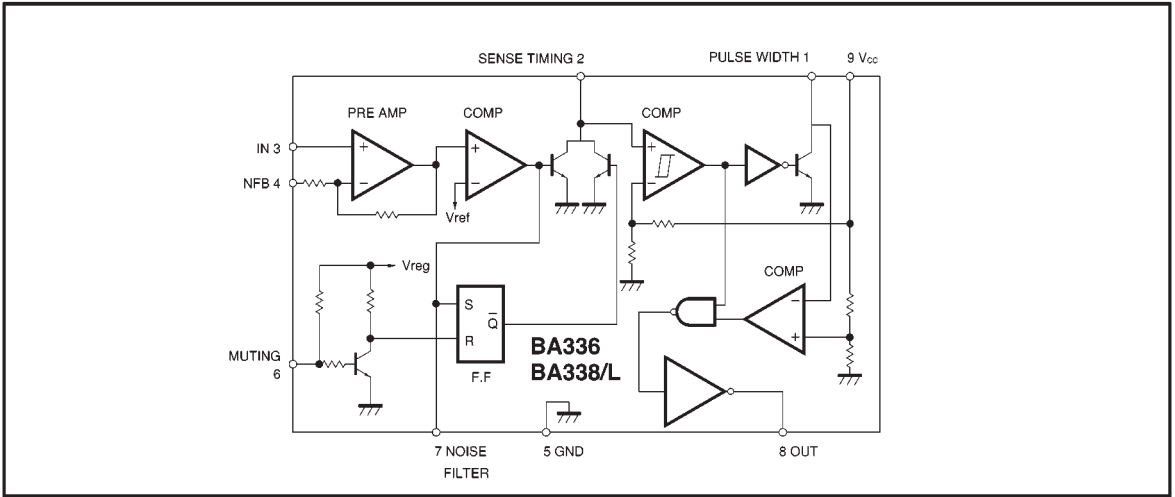 SENSE TIMING 2
PULSE WIDTH 1
9 Vcc
PRE AMP
COMP
COMP
IN 3
+
+
+
NFB 4
−
−
−
Vref
Vreg
COMP
S
Q̅
−
R
+
BA336
BA338/L
MUTING
6
F.F
7 NOISE
FILTER
5 GND
8 OUT